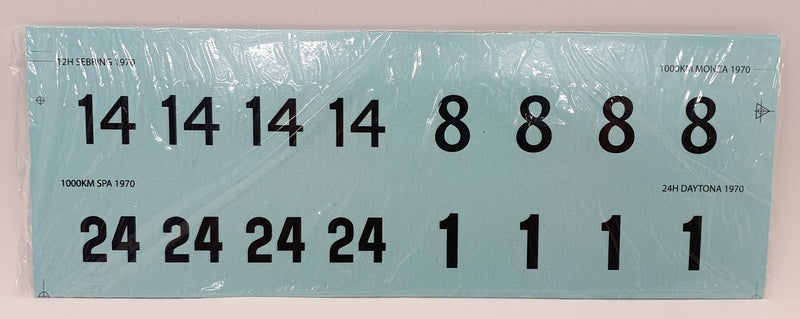 12H SEBRING 1970
1000KM MONZA 1970
14 14 14 14 8 8 8 8
1000KM SPA 1970
24H DAYTONA 1970
24 24 24 24 1 1 1 1